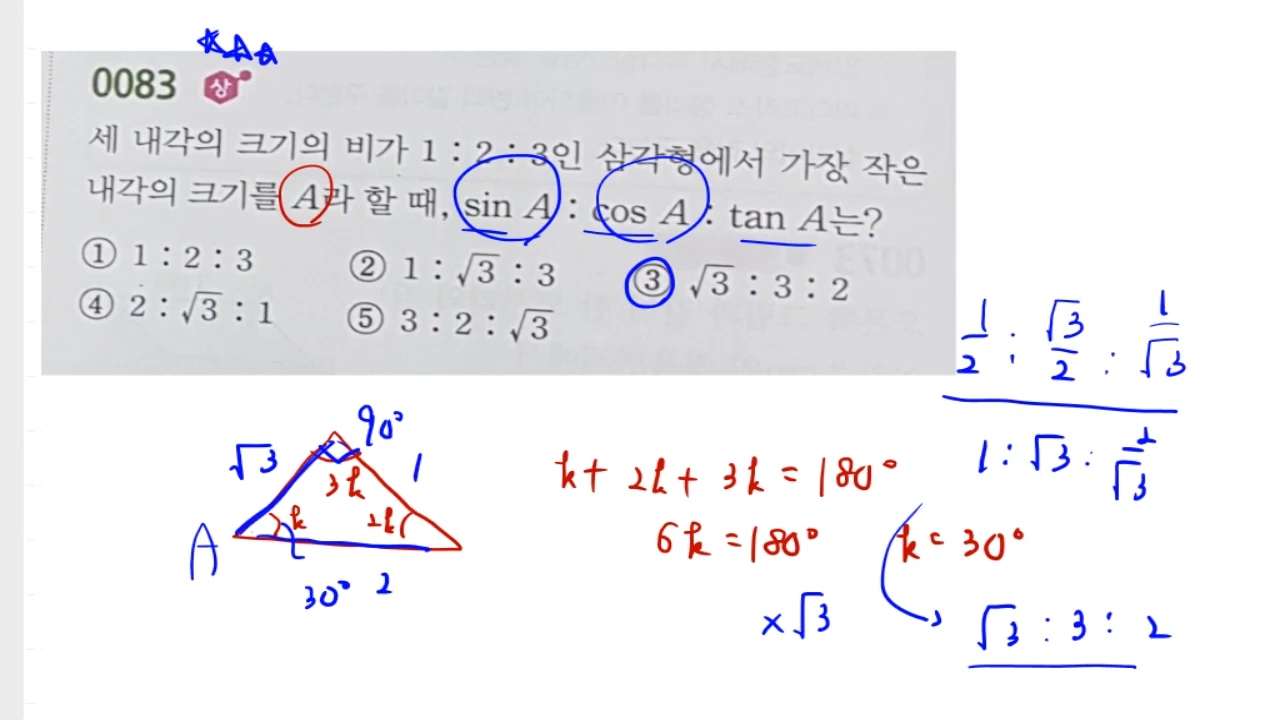 0083 상
세 내각의 크기의 비가 1 : 2 : 3인 삼각형에서 가장 작은
내각의 크기를 A라 할 때, sin A : cos A : tan A는?
① 1 : 2 : 3 ② 1 : √3 : 3 ③ √3 : 3 : 2
④ 2 : √3 : 1 ⑤ 3 : 2 : √3
1/2 : √3/2 : 1/√3
1 : √3 : 2/√3
√3 90° 1
3k
k 2k
A
30° 2
k + 2k + 3k = 180°
6k = 180° k = 30°
×√3 √3 : 3 : 2